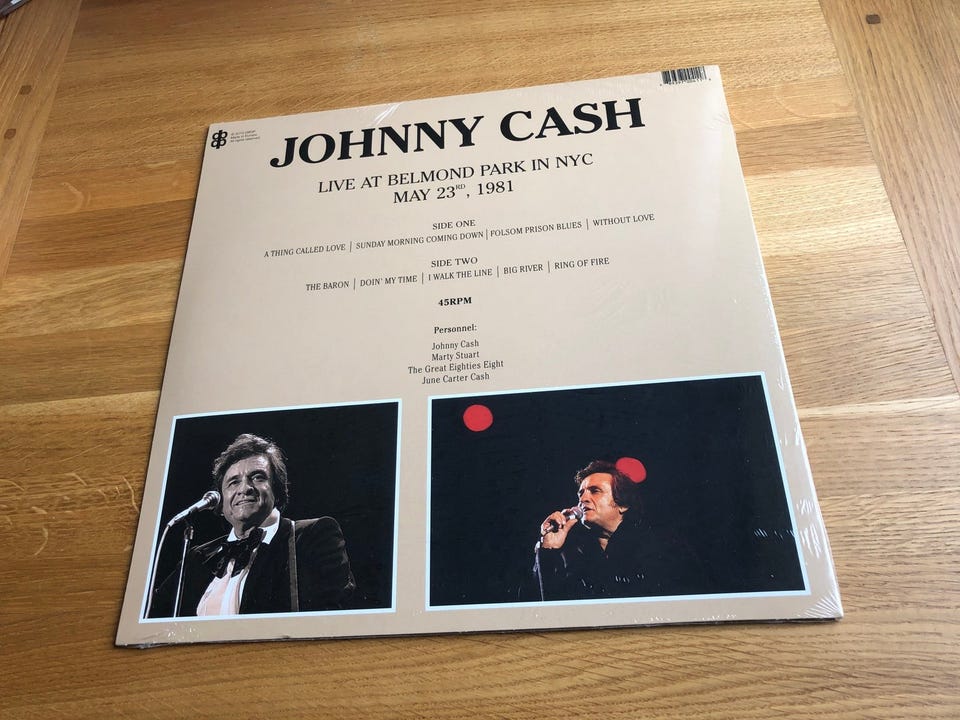 JOHNNY CASH
LIVE AT BELMOND PARK IN NYC
MAY 23RD, 1981
SIDE ONE
A THING CALLED LOVE | SUNDAY MORNING COMING DOWN | FOLSOM PRISON BLUES | WITHOUT LOVE
SIDE TWO
THE BARON | DOIN' MY TIME | I WALK THE LINE | BIG RIVER | RING OF FIRE
45RPM
Personnel:
Johnny Cash
Marty Stuart
The Great Eighties Eight
June Carter Cash